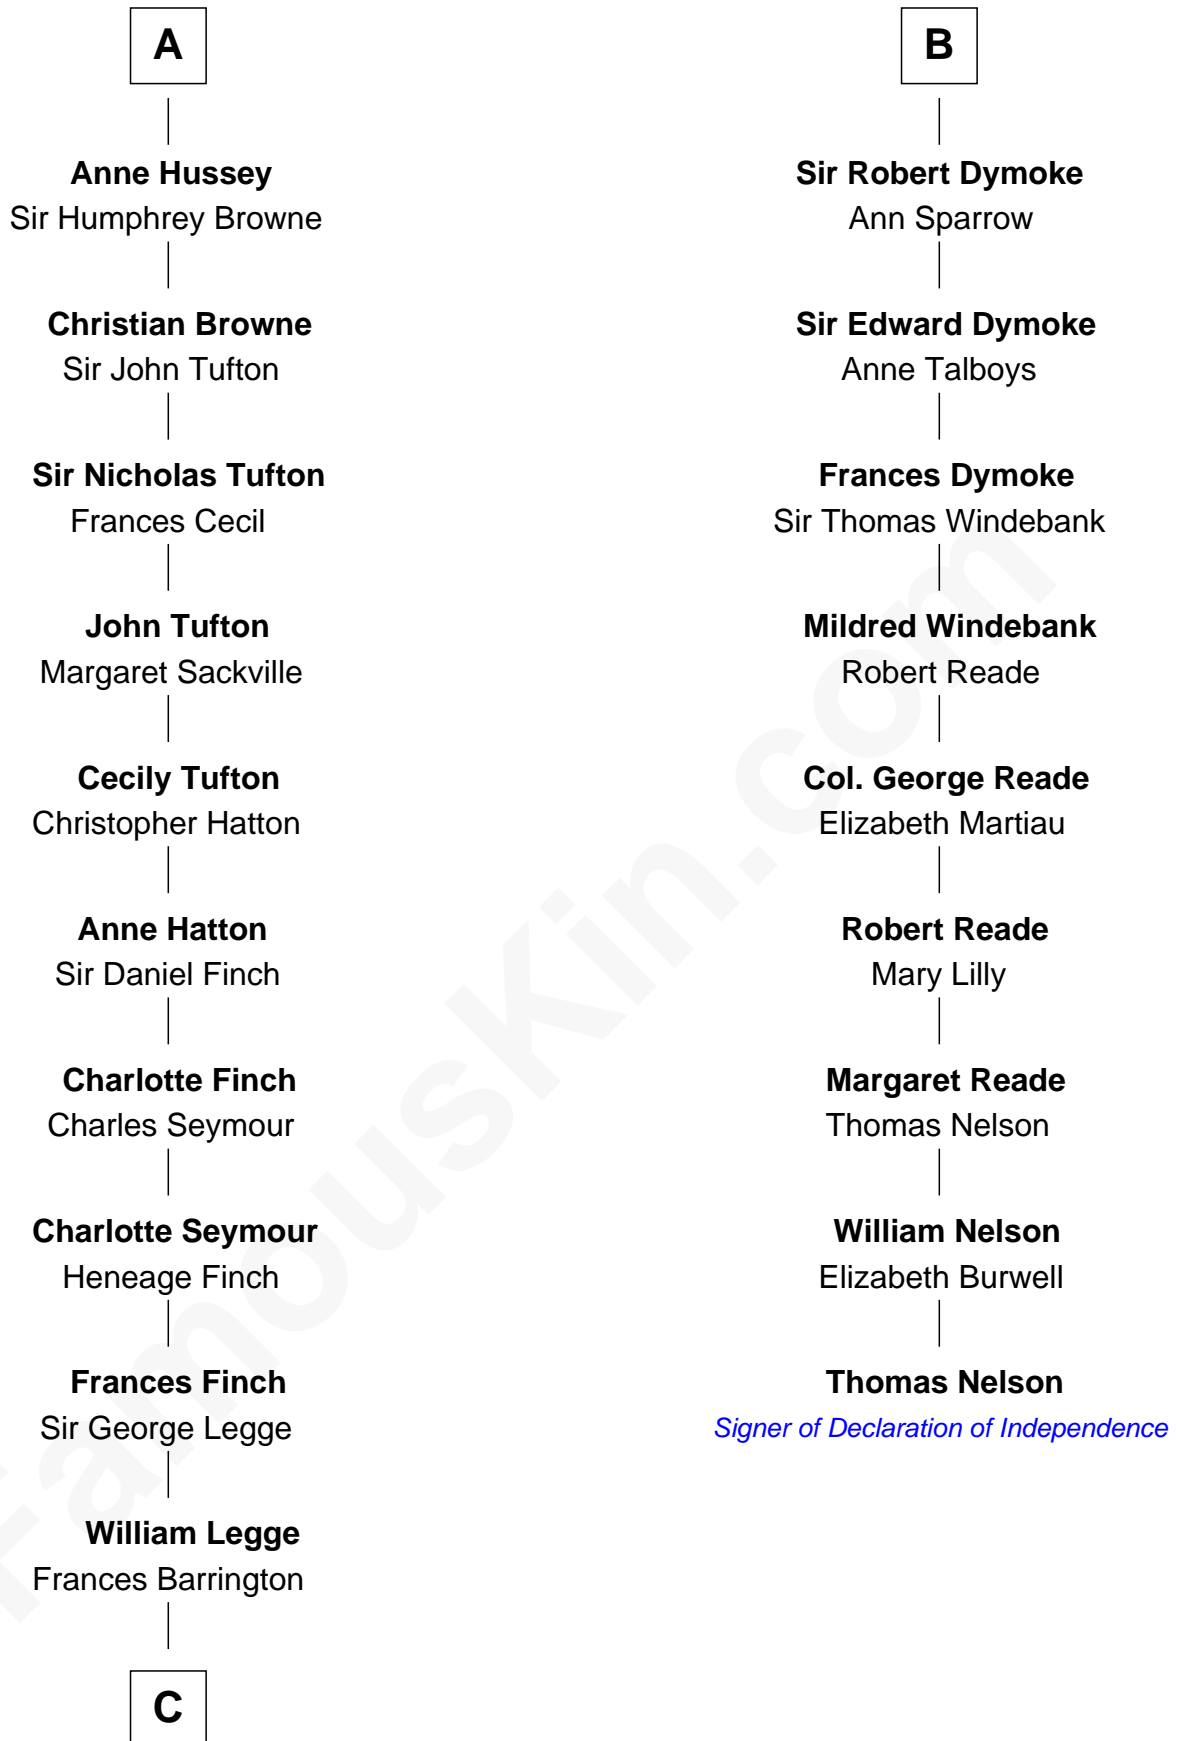 A
Anne Hussey
Sir Humphrey Browne
Christian Browne
Sir John Tufton
Sir Nicholas Tufton
Frances Cecil
John Tufton
Margaret Sackville
Cecily Tufton
Christopher Hatton
Anne Hatton
Sir Daniel Finch
Charlotte Finch
Charles Seymour
Charlotte Seymour
Heneage Finch
Frances Finch
Sir George Legge
William Legge
Frances Barrington
C
B
Sir Robert Dymoke
Ann Sparrow
Sir Edward Dymoke
Anne Talboys
Frances Dymoke
Sir Thomas Windebank
Mildred Windebank
Robert Reade
Col. George Reade
Elizabeth Martiau
Robert Reade
Mary Lilly
Margaret Reade
Thomas Nelson
William Nelson
Elizabeth Burwell
Thomas Nelson
Signer of Declaration of Independence
FamousKin.com